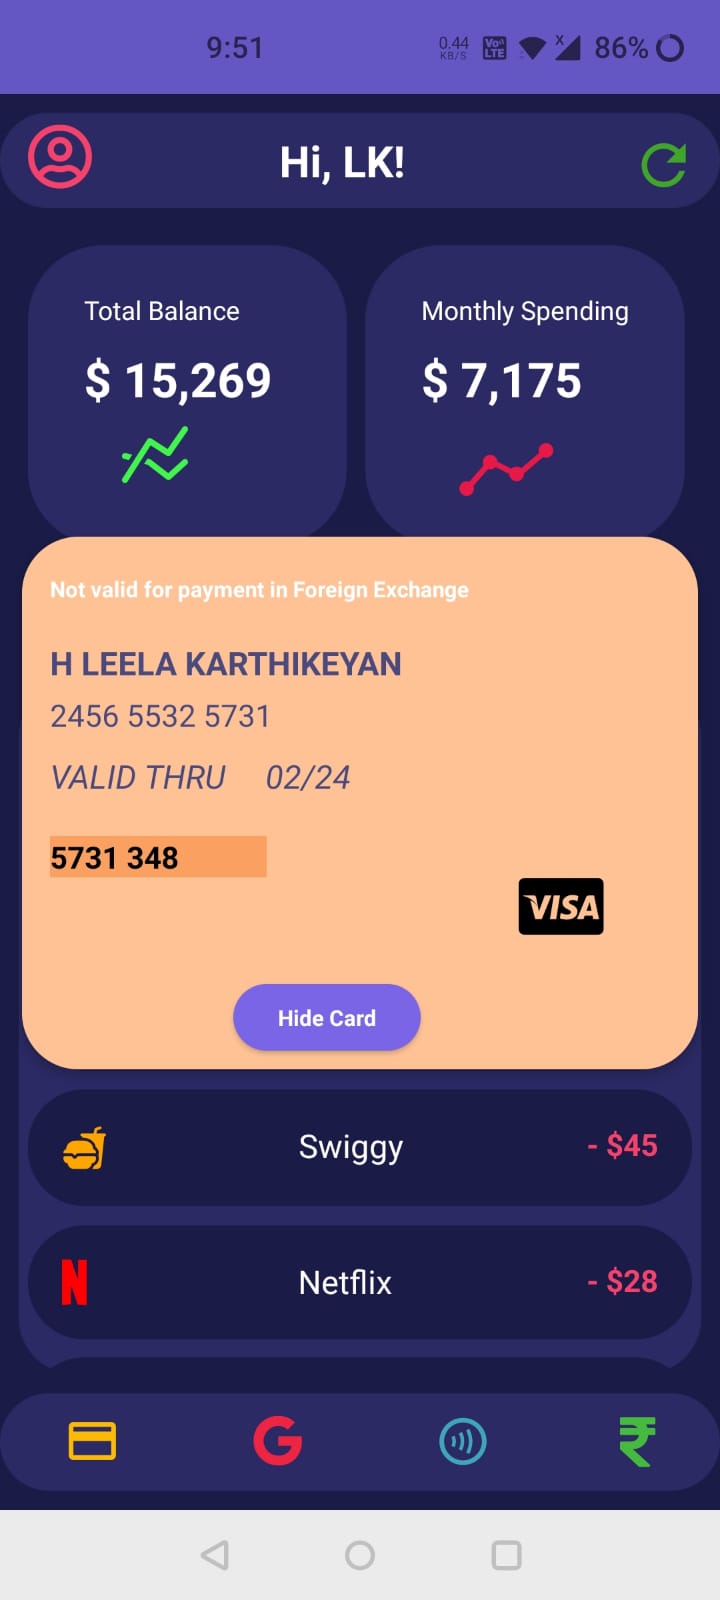 9:51
0.44 KB/S VoLTE X 86%
Hi, LK!
Total Balance
$ 15,269
Monthly Spending
$ 7,175
Not valid for payment in Foreign Exchange
H LEELA KARTHIKEYAN
2456 5532 5731
VALID THRU 02/24
5731 348
VISA
Hide Card
Swiggy - $45
N Netflix - $28
G ₹